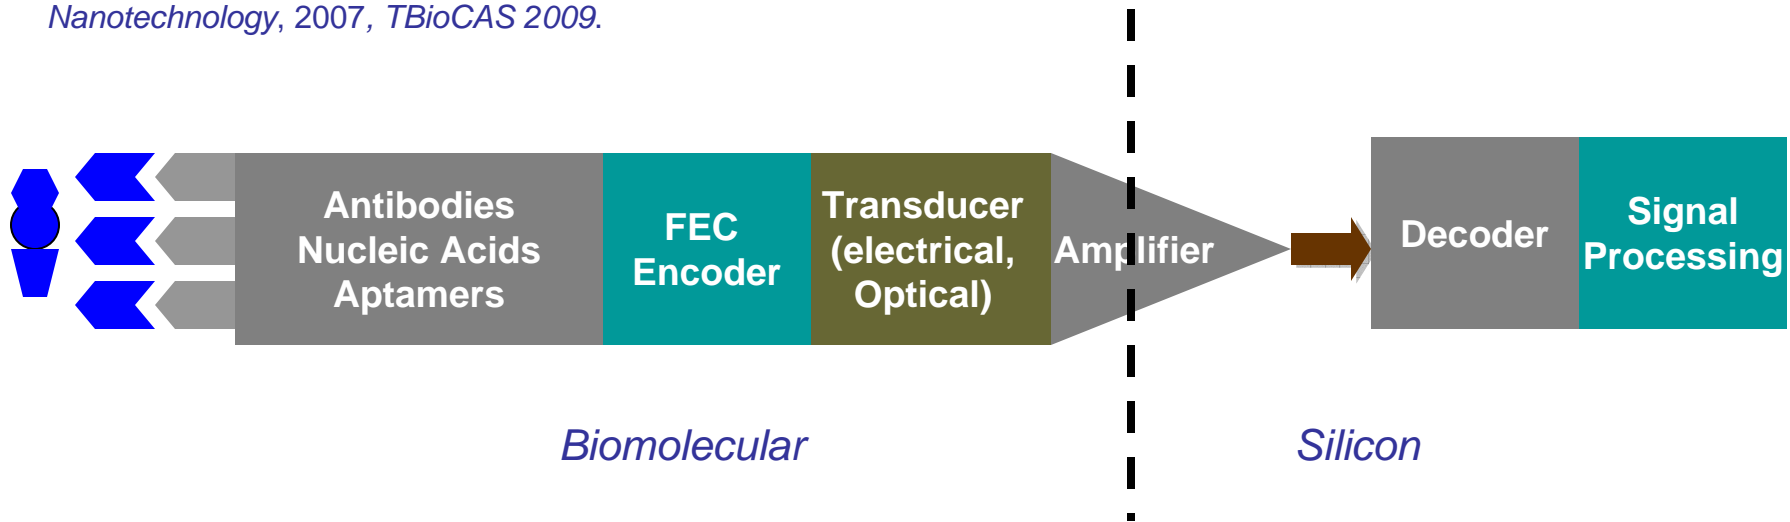 Nanotechnology, 2007, TBioCAS 2009.
Antibodies
Nucleic Acids
Aptamers
FEC
Encoder
Transducer
(electrical,
Optical)
Amplifier
Decoder
Signal
Processing
Biomolecular
Silicon